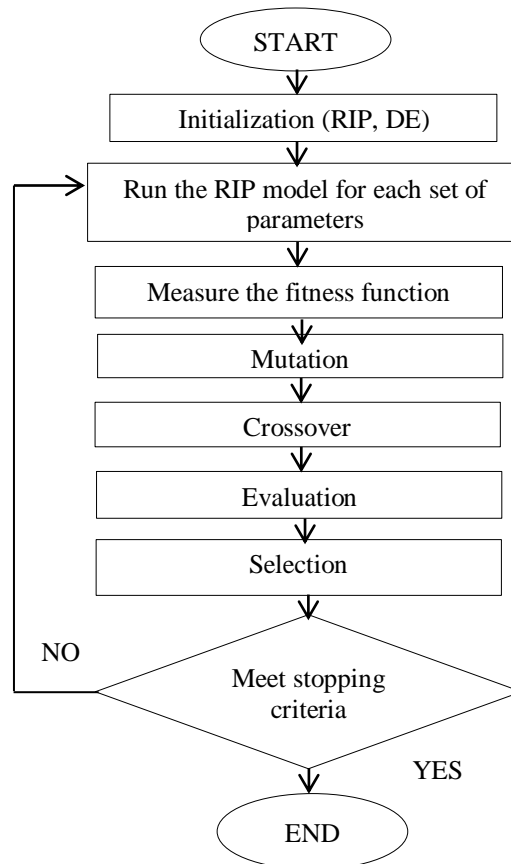 START
Initialization (RIP, DE)
Run the RIP model for each set of
parameters
Measure the fitness function
Mutation
Crossover
Evaluation
Selection
NO
Meet stopping
criteria
YES
END